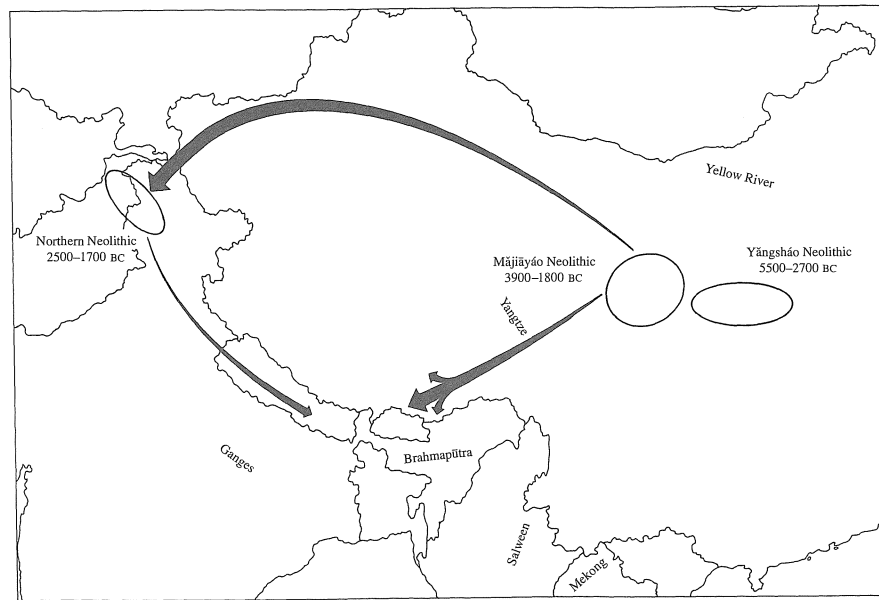 Yellow River
Northern Neolithic
2500–1700 BC
Mǎjiāyáo Neolithic
3900–1800 BC
Yǎngsháo Neolithic
5500–2700 BC
Yangtze
Ganges
Brahmapūtra
Salween
Mekong